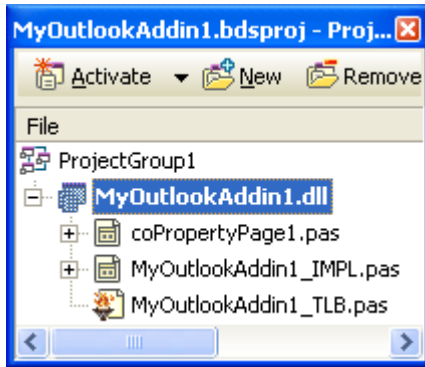 MyOutlookAddin1.bdsproj - Proj...
Activate New Remove
File
ProjectGroup1
MyOutlookAddin1.dll
coPropertyPage1.pas
MyOutlookAddin1_IMPL.pas
MyOutlookAddin1_TLB.pas